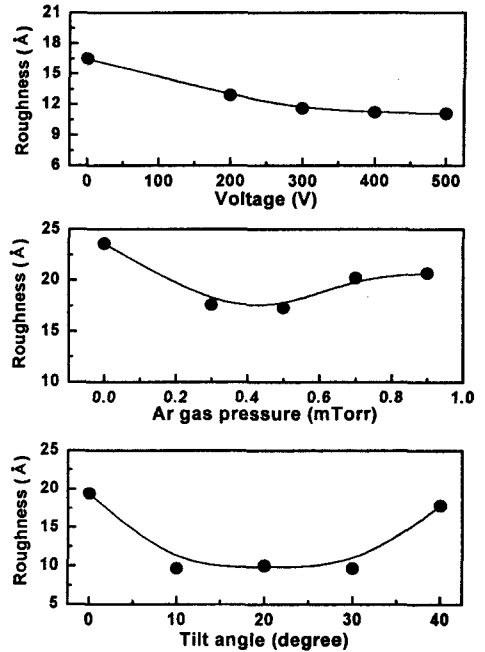 21
18
15
12
9
6
Roughness (Å)
0 100 200 300 400 500
Voltage (V)
25
20
15
10
Roughness (Å)
0.0 0.2 0.4 0.6 0.8 1.0
Ar gas pressure (mTorr)
25
20
15
10
5
Roughness (Å)
0 10 20 30 40
Tilt angle (degree)